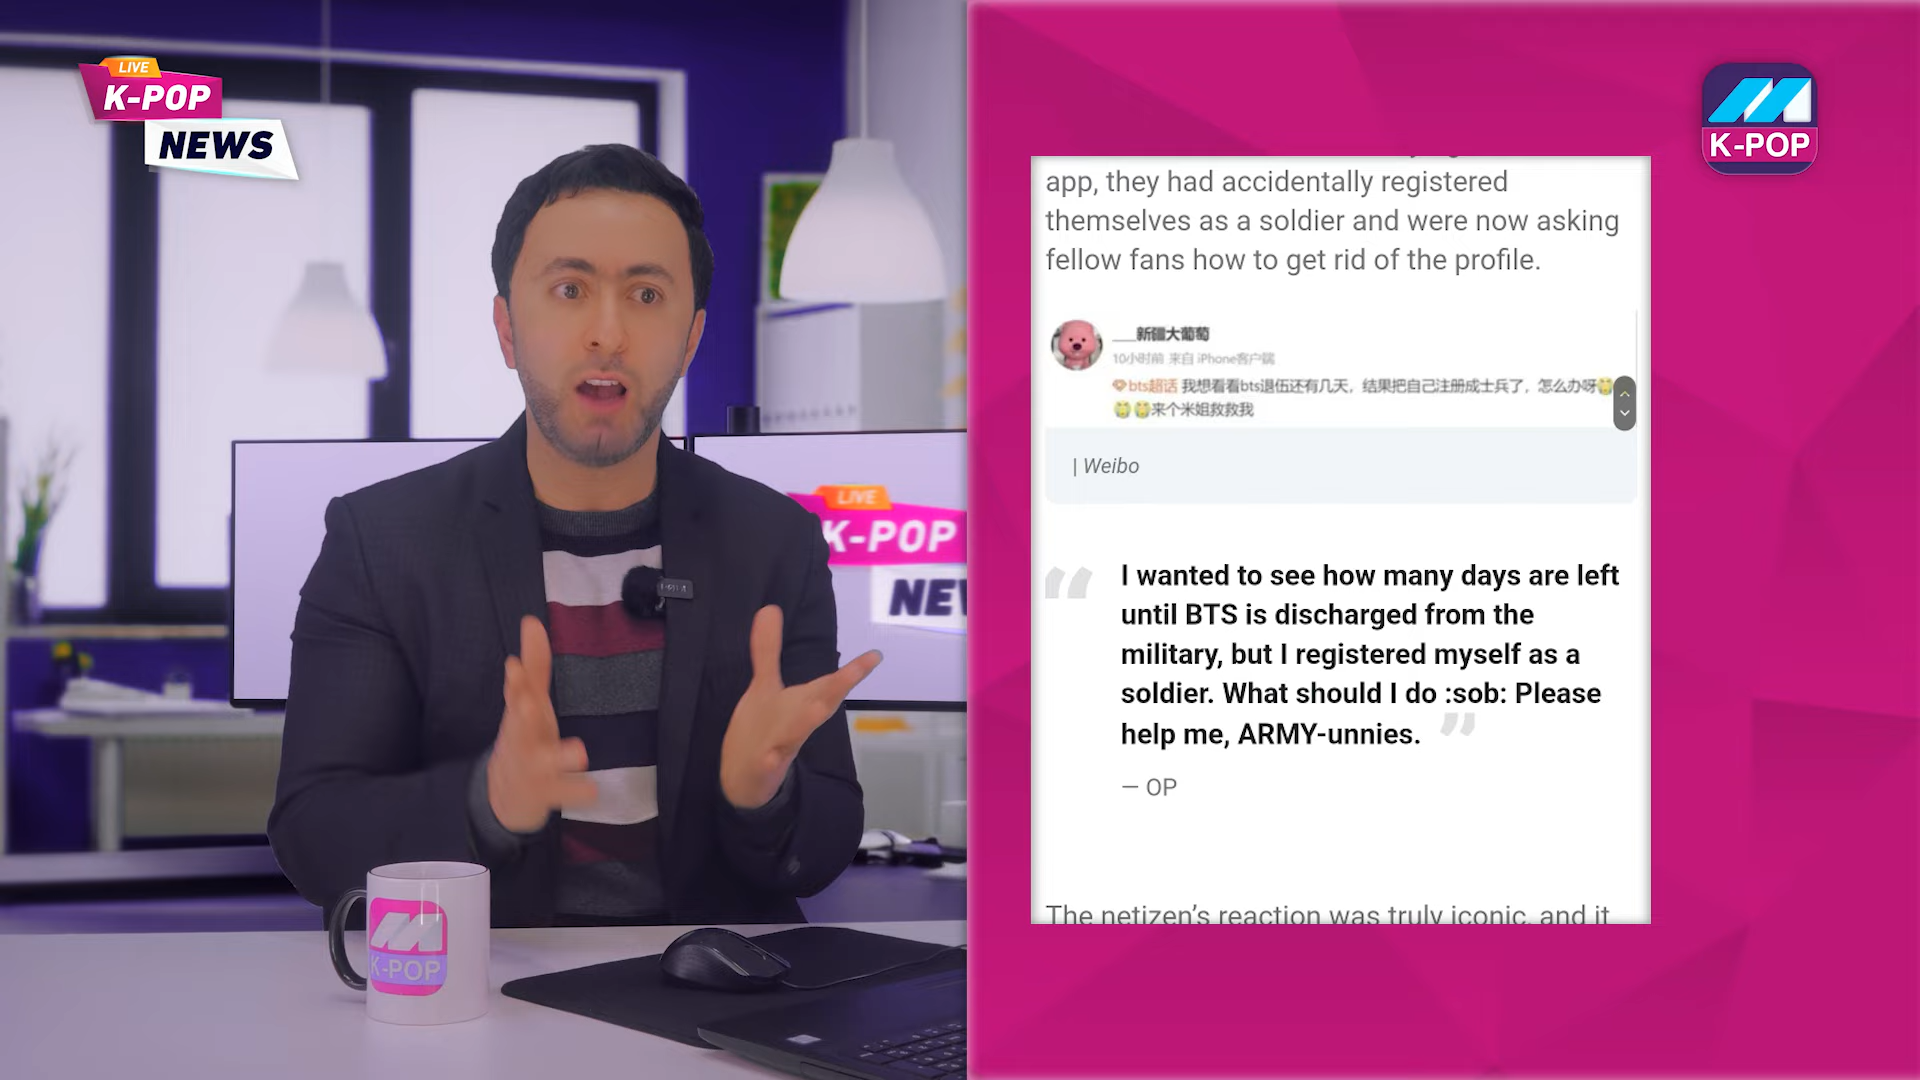 LIVE
K-POP
NEWS
K-POP
app, they had accidentally registered
themselves as a soldier and were now asking
fellow fans how to get rid of the profile.
___新疆大葡萄
10小时前 来自 iPhone客户端
bts超话 我想看看bts退伍还有几天，结果把自己注册成士兵了，怎么办呀
来个米姐救救我
| Weibo
“ I wanted to see how many days are left
until BTS is discharged from the
military, but I registered myself as a
soldier. What should I do :sob: Please
help me, ARMY-unnies. ”
— OP
The netizen’s reaction was truly iconic, and it
LIVE
K-POP
NEW
K-POP